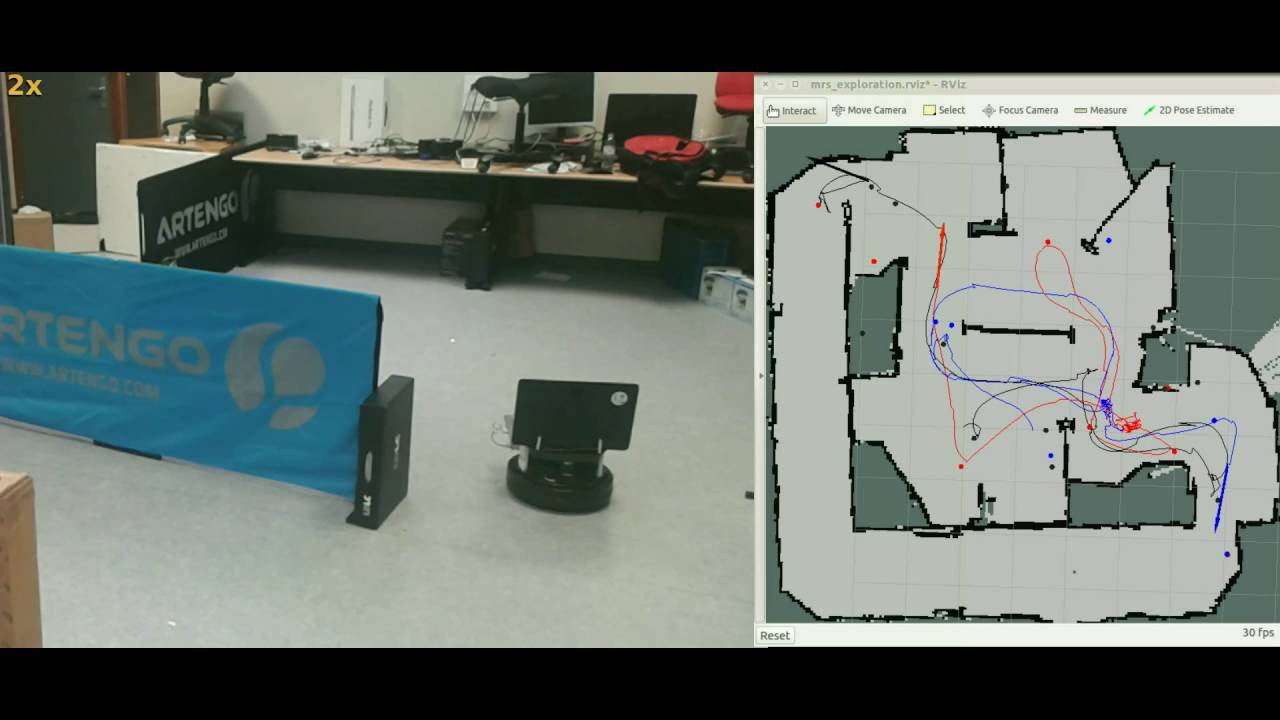 2x
mrs_exploration.rviz* - RViz
Interact
Move Camera
Select
Focus Camera
Measure
2D Pose Estimate
ARTENGO
WWW.ARTENGO.COM
ARTENGO
WWW.ARTENGO.COM
Reset
30 fps